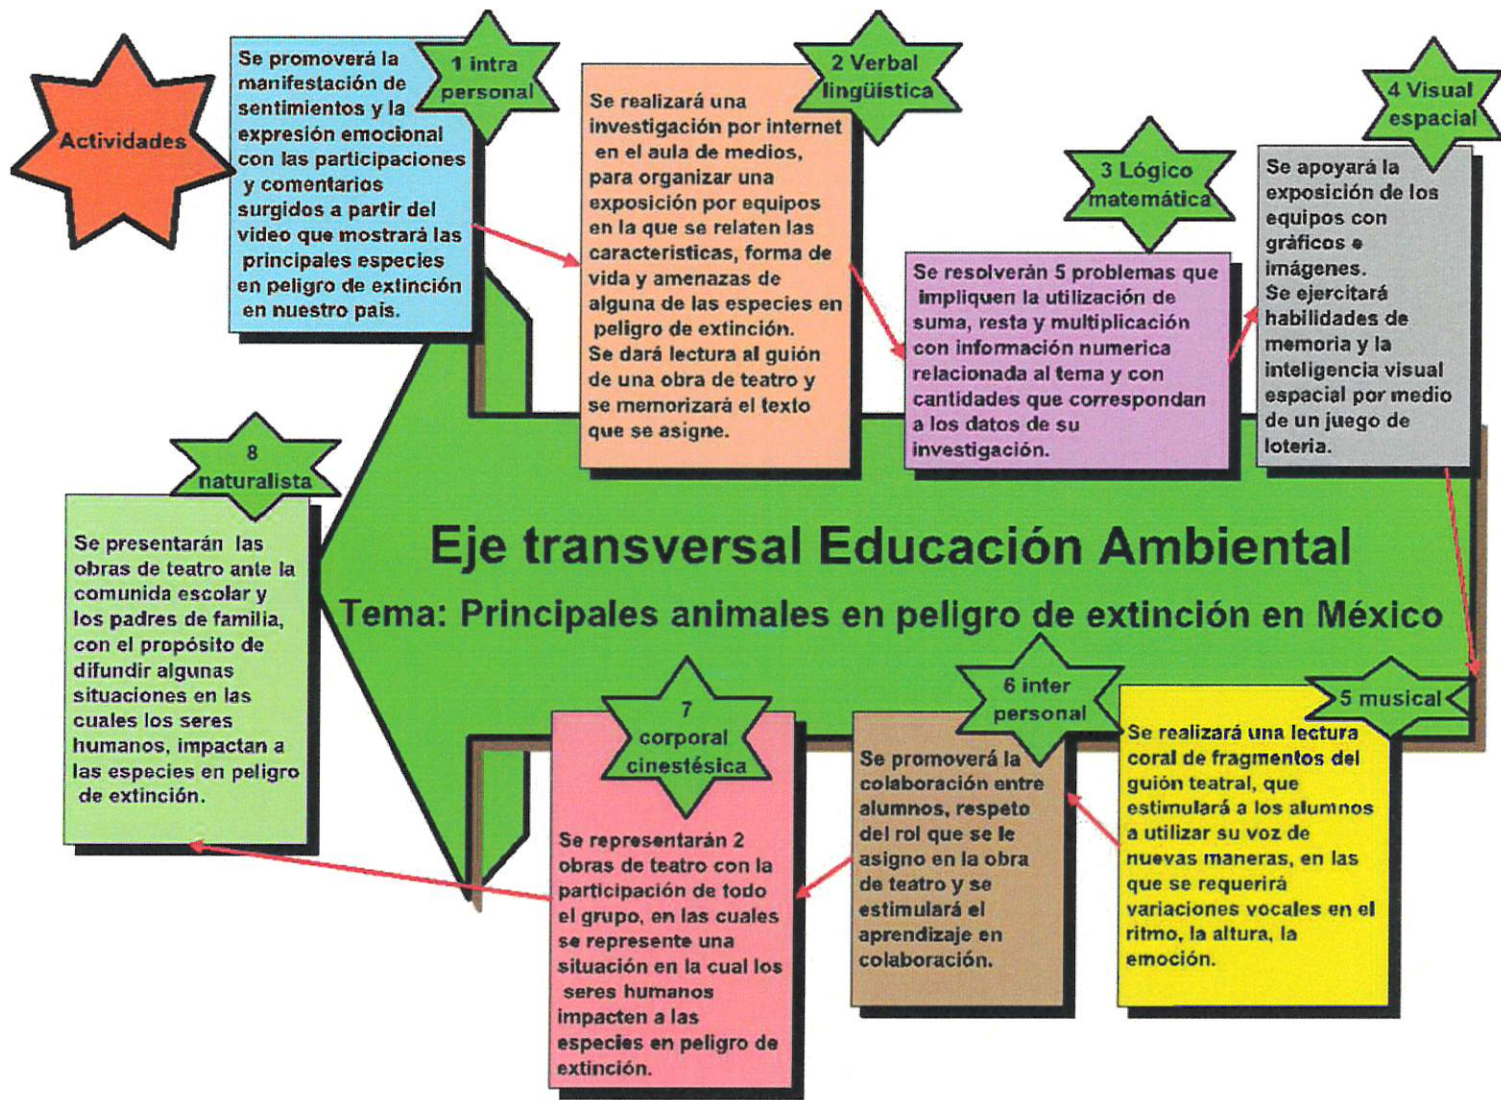 Actividades
1 intra
personal
Se promoverá la
manifestación de
sentimientos y la
expresión emocional
con las participaciones
y comentarios
surgidos a partir del
video que mostrará las
principales especies
en peligro de extinción
en nuestro país.
2 Verbal
lingüística
Se realizará una
investigación por internet
en el aula de medios,
para organizar una
exposición por equipos
en la que se relaten las
características, forma de
vida y amenazas de
alguna de las especies en
peligro de extinción.
Se dará lectura al guión
de una obra de teatro y
se memorizará el texto
que se asigne.
3 Lógico
matemática
Se resolverán 5 problemas que
impliquen la utilización de
suma, resta y multiplicación
con información numerica
relacionada al tema y con
cantidades que correspondan
a los datos de su
investigación.
4 Visual
espacial
Se apoyará la
exposición de los
equipos con
gráficos e
imágenes.
Se ejercitará
habilidades de
memoria y la
inteligencia visual
espacial por medio
de un juego de
loteria.
Eje transversal Educación Ambiental
Tema: Principales animales en peligro de extinción en México
5 musical
Se realizará una lectura
coral de fragmentos del
guión teatral, que
estimulará a los alumnos
a utilizar su voz de
nuevas maneras, en las
que se requerirá
variaciones vocales en el
ritmo, la altura, la
emoción.
6 inter
personal
Se promoverá la
colaboración entre
alumnos, respeto
del rol que se le
asigno en la obra
de teatro y se
estimulará el
aprendizaje en
colaboración.
7
corporal
cinestésica
Se representarán 2
obras de teatro con la
participación de todo
el grupo, en las cuales
se represente una
situación en la cual los
seres humanos
impacten a las
especies en peligro de
extinción.
8
naturalista
Se presentarán las
obras de teatro ante la
comunida escolar y
los padres de familia,
con el propósito de
difundir algunas
situaciones en las
cuales los seres
humanos, impactan a
las especies en peligro
de extinción.